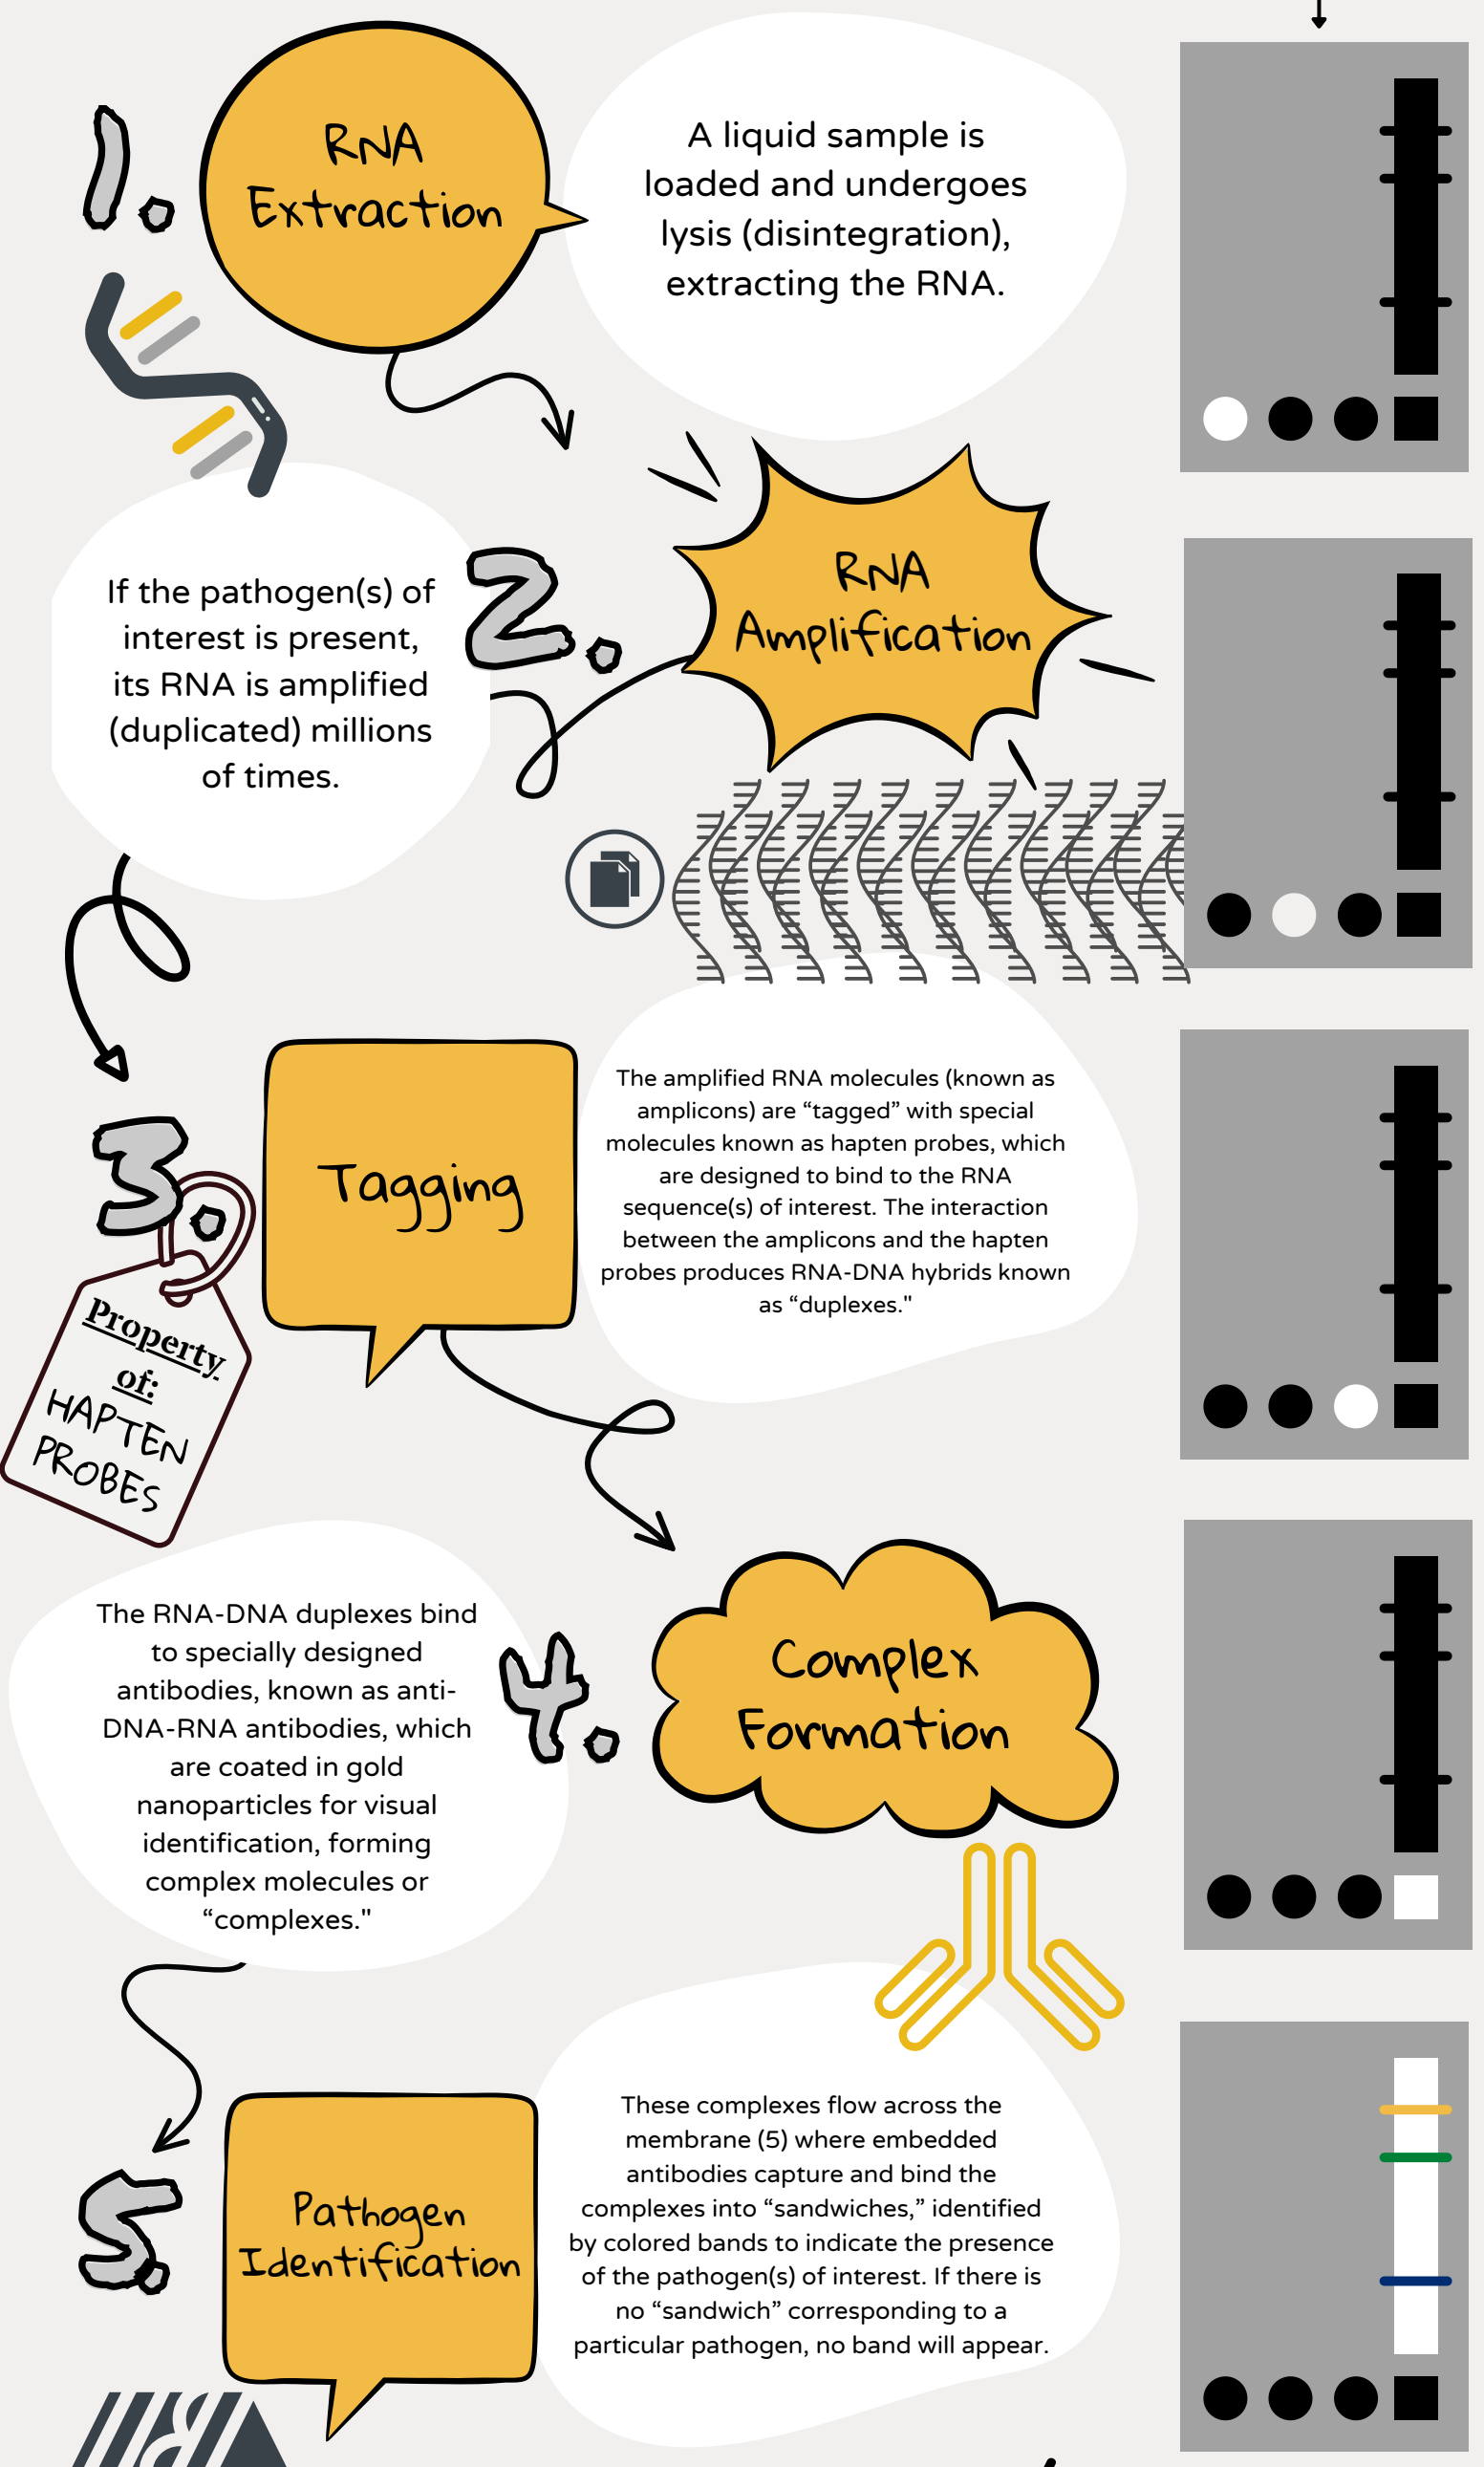 1.
RNA
Extraction
A liquid sample is
loaded and undergoes
lysis (disintegration),
extracting the RNA.
2.
RNA
Amplification
If the pathogen(s) of
interest is present,
its RNA is amplified
(duplicated) millions
of times.
3.
Tagging
The amplified RNA molecules (known as
amplicons) are “tagged” with special
molecules known as hapten probes, which
are designed to bind to the RNA
sequence(s) of interest. The interaction
between the amplicons and the hapten
probes produces RNA-DNA hybrids known
as “duplexes."
Property
of:
HAPTEN
PROBES
4.
Complex
Formation
The RNA-DNA duplexes bind
to specially designed
antibodies, known as anti-
DNA-RNA antibodies, which
are coated in gold
nanoparticles for visual
identification, forming
complex molecules or
“complexes."
5.
Pathogen
Identification
These complexes flow across the
membrane (5) where embedded
antibodies capture and bind the
complexes into “sandwiches,” identified
by colored bands to indicate the presence
of the pathogen(s) of interest. If there is
no “sandwich” corresponding to a
particular pathogen, no band will appear.